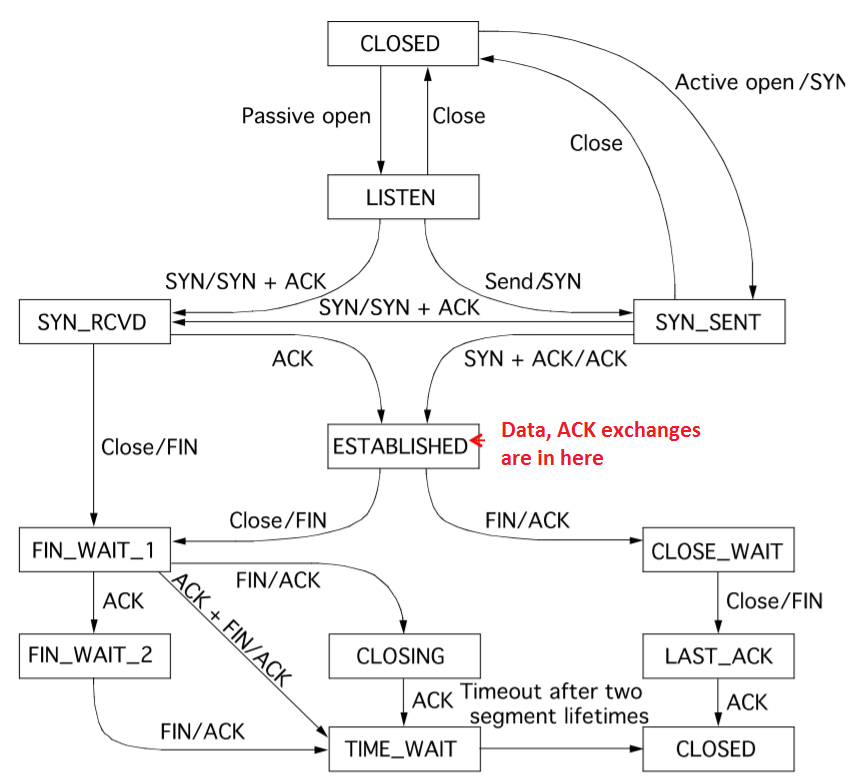 CLOSED
Active open/SYN
Passive open
Close
Close
LISTEN
SYN/SYN + ACK
Send/SYN
SYN/SYN + ACK
SYN_RCVD
SYN_SENT
ACK
SYN + ACK/ACK
Data, ACK exchanges
are in here
ESTABLISHED
Close/FIN
Close/FIN
FIN/ACK
FIN_WAIT_1
CLOSE_WAIT
FIN/ACK
ACK
ACK + FIN/ACK
Close/FIN
FIN_WAIT_2
CLOSING
LAST_ACK
ACK
Timeout after two
segment lifetimes
ACK
FIN/ACK
TIME_WAIT
CLOSED